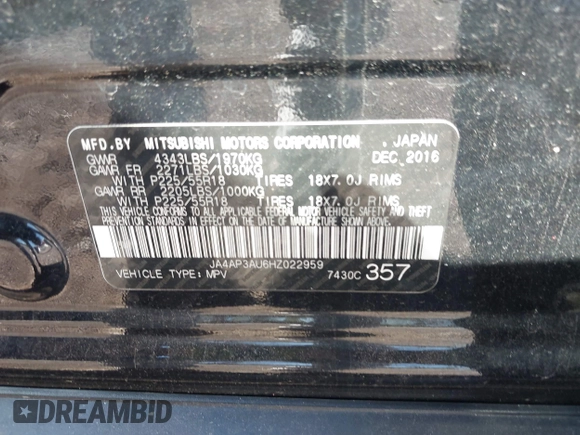 MFD. BY MITSUBISHI MOTORS CORPORATION , JAPAN
GVWR 4343LBS/1970KG DEC, 2016
GAWR FR 2271LBS/1030KG
WITH P225/55R18 TIRES 18X7.0J RIMS
GAWR RR 2205LBS/1000KG
WITH P225/55R18 TIRES 18X7.0J RIMS
THIS VEHICLE CONFORMS TO ALL APPLICABLE FEDERAL MOTOR VEHICLE SAFETY AND THEFT
PREVENTION STANDARDS IN EFFECT ON THE DATE OF MANUFACTURE SHOWN ABOVE.
JA4AP3AU6HZ022959
VEHICLE TYPE: MPV 7430C 357
DREAMBID